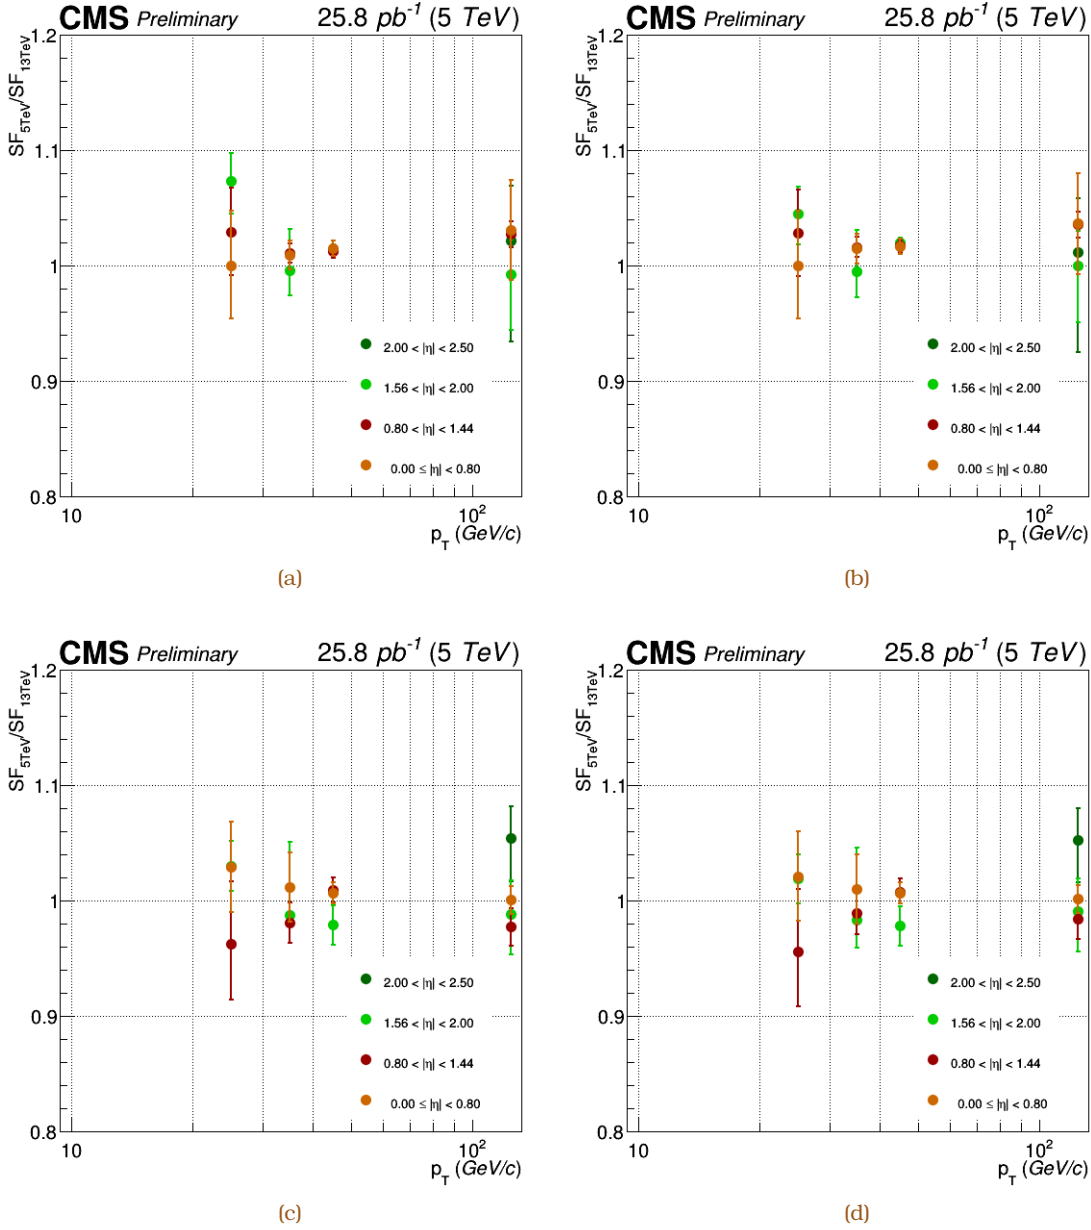 CMS Preliminary 25.8 pb-1 (5 TeV)
SF5TeV/SF13TeV
1.2
1.1
1
0.9
0.8
2.00 < |η| < 2.50
1.56 < |η| < 2.00
0.80 < |η| < 1.44
0.00 ≤ |η| < 0.80
10 10²
pT (GeV/c)
(a)
CMS Preliminary 25.8 pb-1 (5 TeV)
SF5TeV/SF13TeV
1.2
1.1
1
0.9
0.8
2.00 < |η| < 2.50
1.56 < |η| < 2.00
0.80 < |η| < 1.44
0.00 ≤ |η| < 0.80
10 10²
pT (GeV/c)
(b)
CMS Preliminary 25.8 pb-1 (5 TeV)
SF5TeV/SF13TeV
1.2
1.1
1
0.9
0.8
2.00 < |η| < 2.50
1.56 < |η| < 2.00
0.80 < |η| < 1.44
0.00 ≤ |η| < 0.80
10 10²
pT (GeV/c)
(c)
CMS Preliminary 25.8 pb-1 (5 TeV)
SF5TeV/SF13TeV
1.2
1.1
1
0.9
0.8
2.00 < |η| < 2.50
1.56 < |η| < 2.00
0.80 < |η| < 1.44
0.00 ≤ |η| < 0.80
10 10²
pT (GeV/c)
(d)